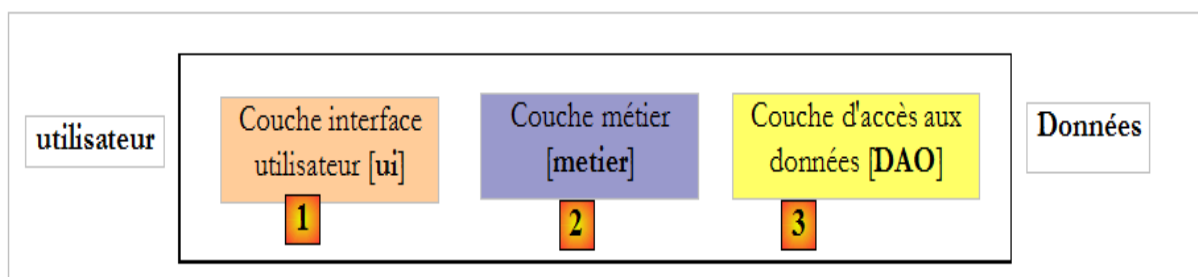 utilisateur
Couche interface
utilisateur [ui]
1
Couche métier
[metier]
2
Couche d'accès aux
données [DAO]
3
Données